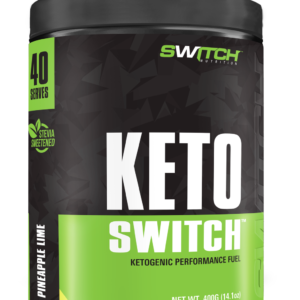 SWITCH
NUTRITION
40
SERVES
STEVIA
SWEETENED
KETO
SWITCH™
KETOGENIC PERFORMANCE FUEL
PINEAPPLE LIME
NET WT. 400G (14.1oz)